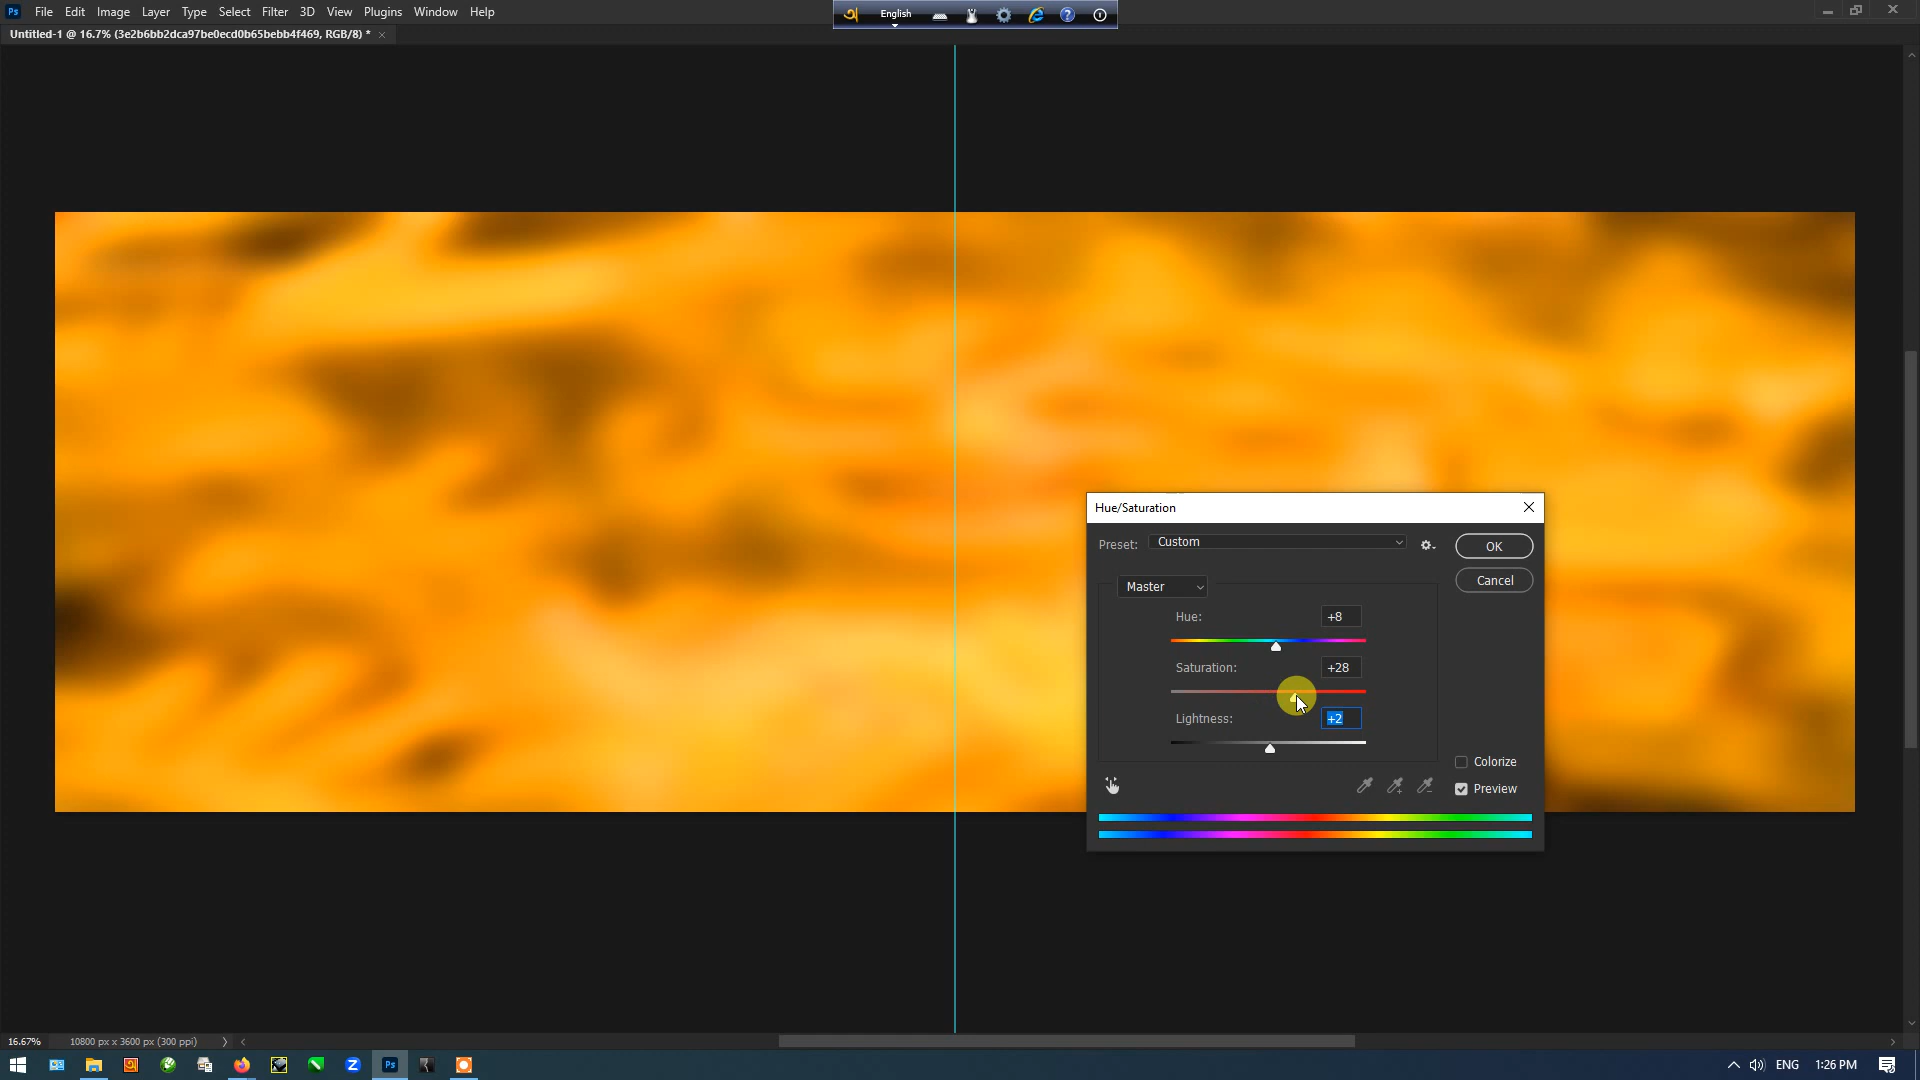 Ps File Edit Image Layer Type Select Filter 3D View Plugins Window Help
অ English
Untitled-1 @ 16.7% (3e2b6bb2dca97be0ecd0b65bebb4f469, RGB/8) *
Hue/Saturation
Preset: Custom
OK
Master
Cancel
Hue: +8
Saturation: +28
Lightness: +2
Colorize
Preview
16.67% 10800 px x 3600 px (300 ppi)
Z Ps
ENG 1:26 PM